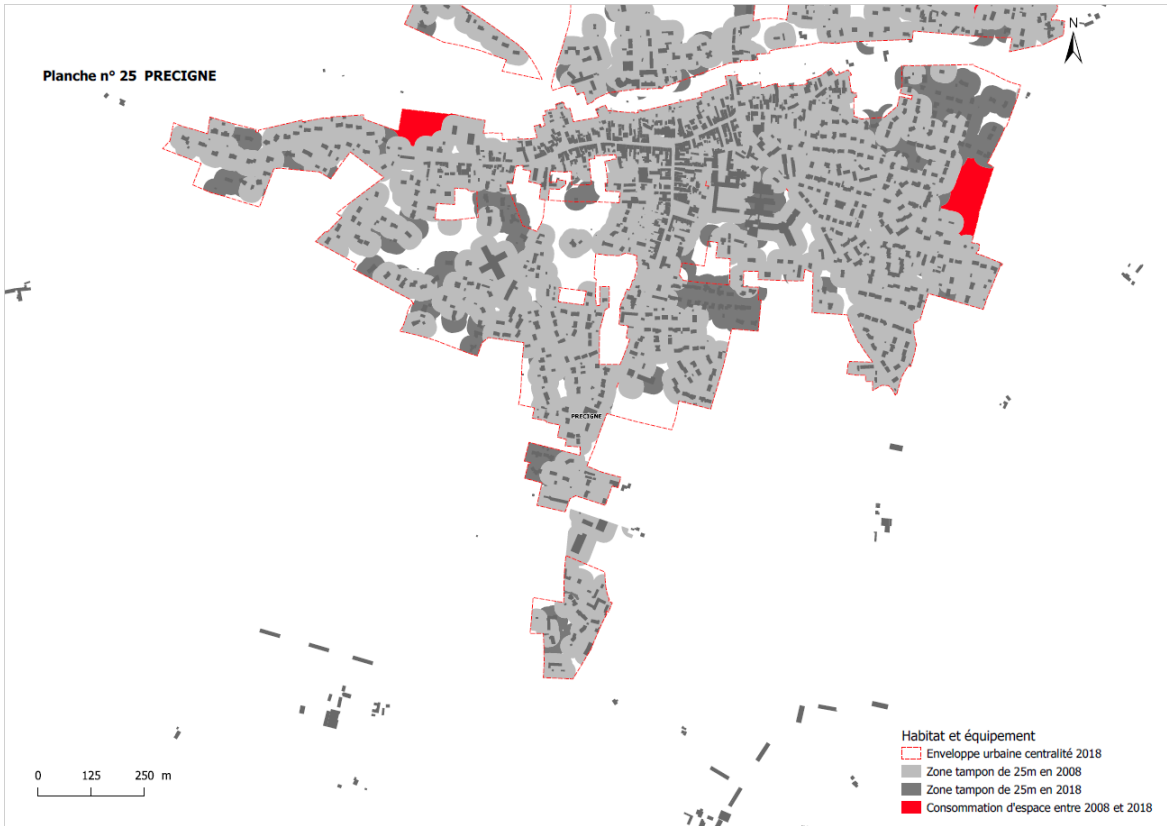 N
Planche n° 25 PRECIGNE
PRECIGNE
Habitat et équipement
Enveloppe urbaine centralité 2018
Zone tampon de 25m en 2008
Zone tampon de 25m en 2018
Consommation d'espace entre 2008 et 2018
0 125 250 m